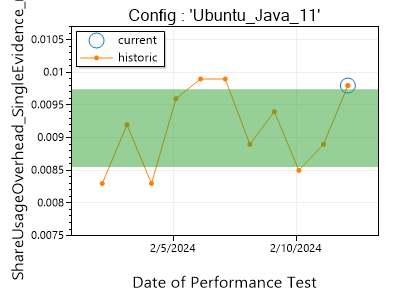 Config : 'Ubuntu_Java_11'
ShareUsageOverhead_SingleEvidence_
0.0105
0.01
0.0095
0.009
0.0085
0.008
0.0075
current
historic
2/5/2024
2/10/2024
Date of Performance Test